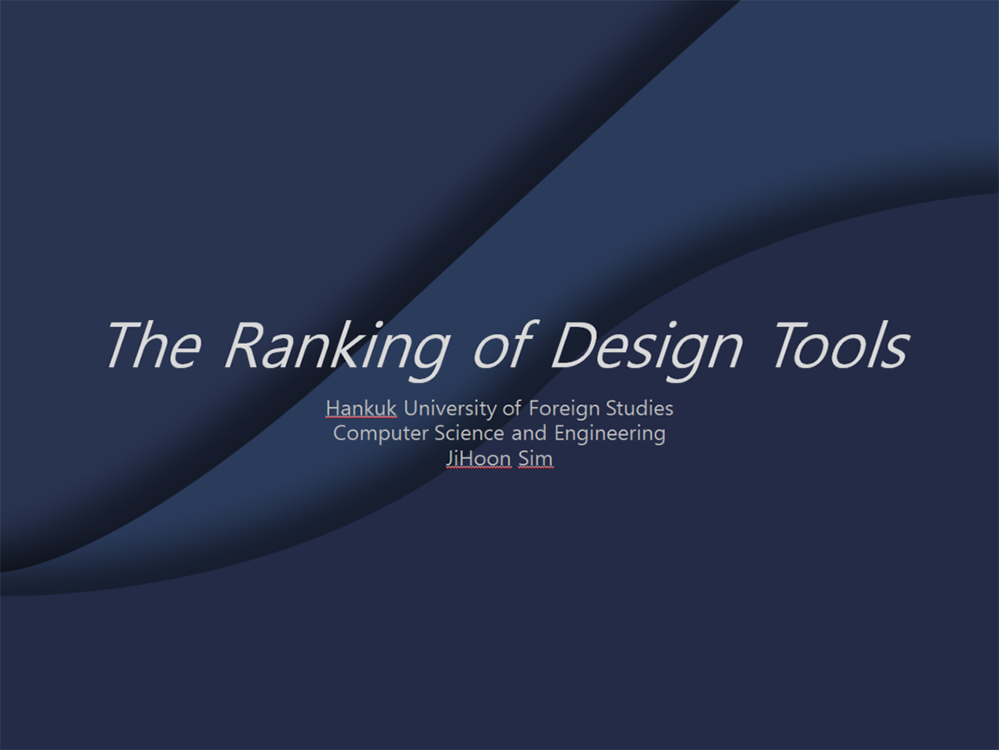 The Ranking of Design Tools
Hankuk University of Foreign Studies
Computer Science and Engineering
JiHoon Sim